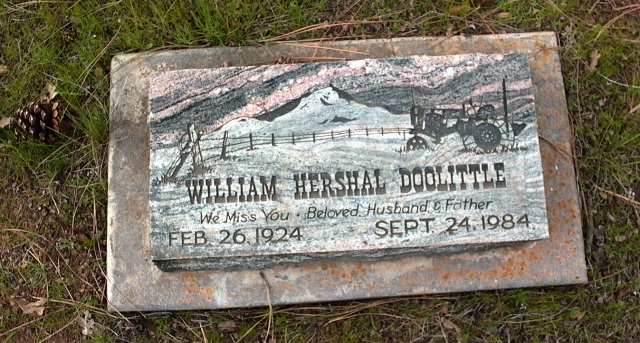 WILLIAM HERSHAL DOOLITTLE
We Miss You · Beloved Husband & Father
FEB. 26, 1924 SEPT. 24, 1984